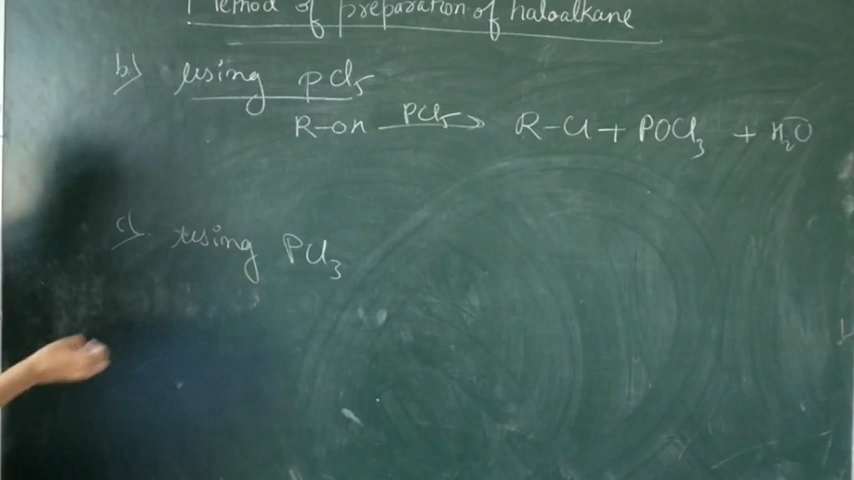 Method of preparation of haloalkane
b) using PCl5
R-OH PCl5→ R-Cl + POCl3 + H2O
c). using PCl3